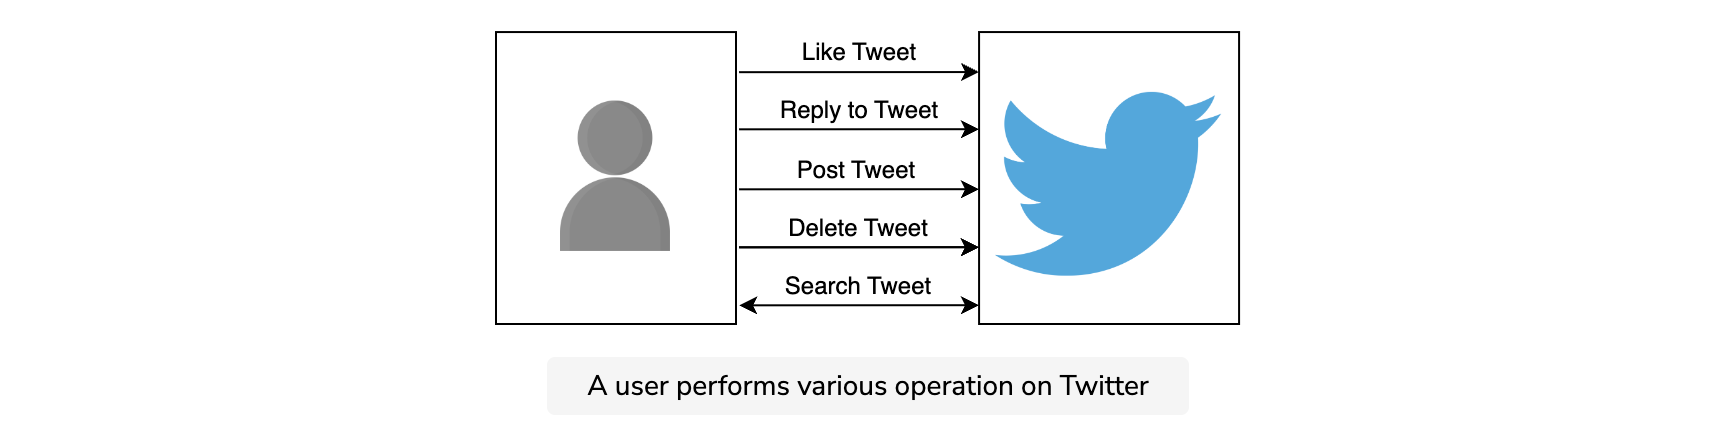 Like Tweet
Reply to Tweet
Post Tweet
Delete Tweet
Search Tweet
A user performs various operation on Twitter